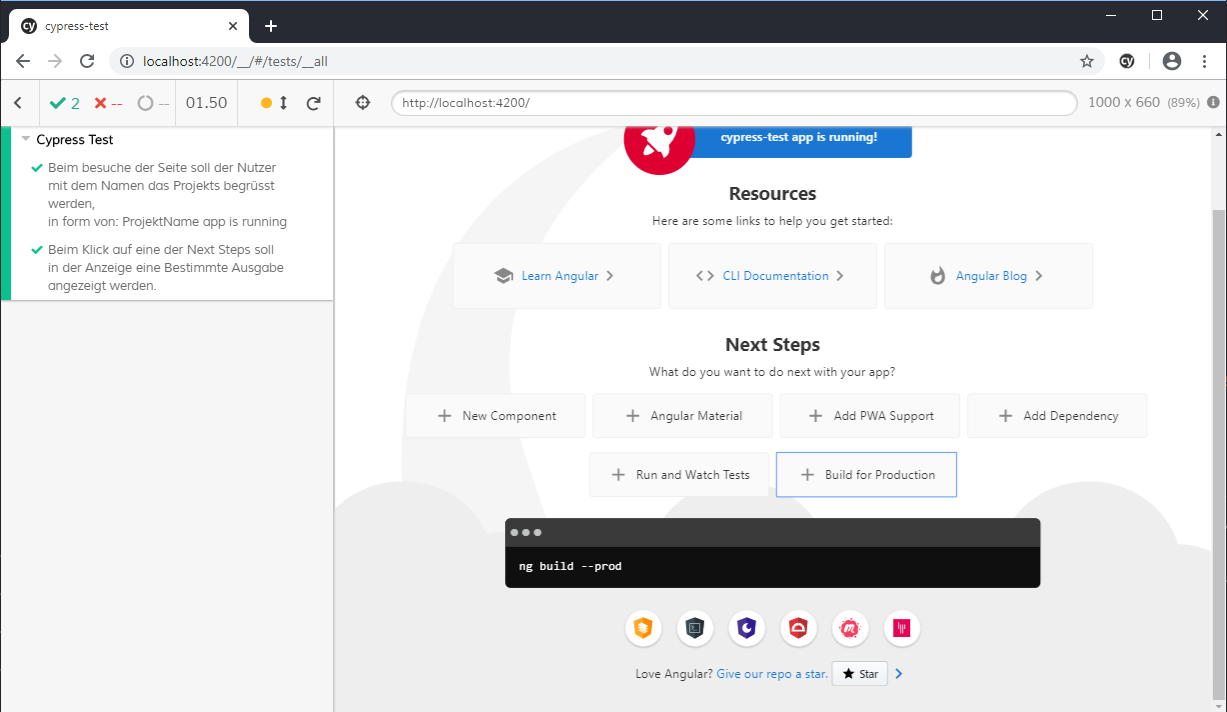 cypress-test
localhost:4200/__/#/tests/__all
2 -- -- 01.50
http://localhost:4200/
1000 x 660 (89%)
Cypress Test
Beim besuche der Seite soll der Nutzer
mit dem Namen das Projekts begrüsst
werden,
in form von: ProjektName app is running
Beim Klick auf eine der Next Steps soll
in der Anzeige eine Bestimmte Ausgabe
angezeigt werden.
cypress-test app is running!
Resources
Here are some links to help you get started:
Learn Angular
CLI Documentation
Angular Blog
Next Steps
What do you want to do next with your app?
New Component
Angular Material
Add PWA Support
Add Dependency
Run and Watch Tests
Build for Production
ng build --prod
Love Angular? Give our repo a star. Star